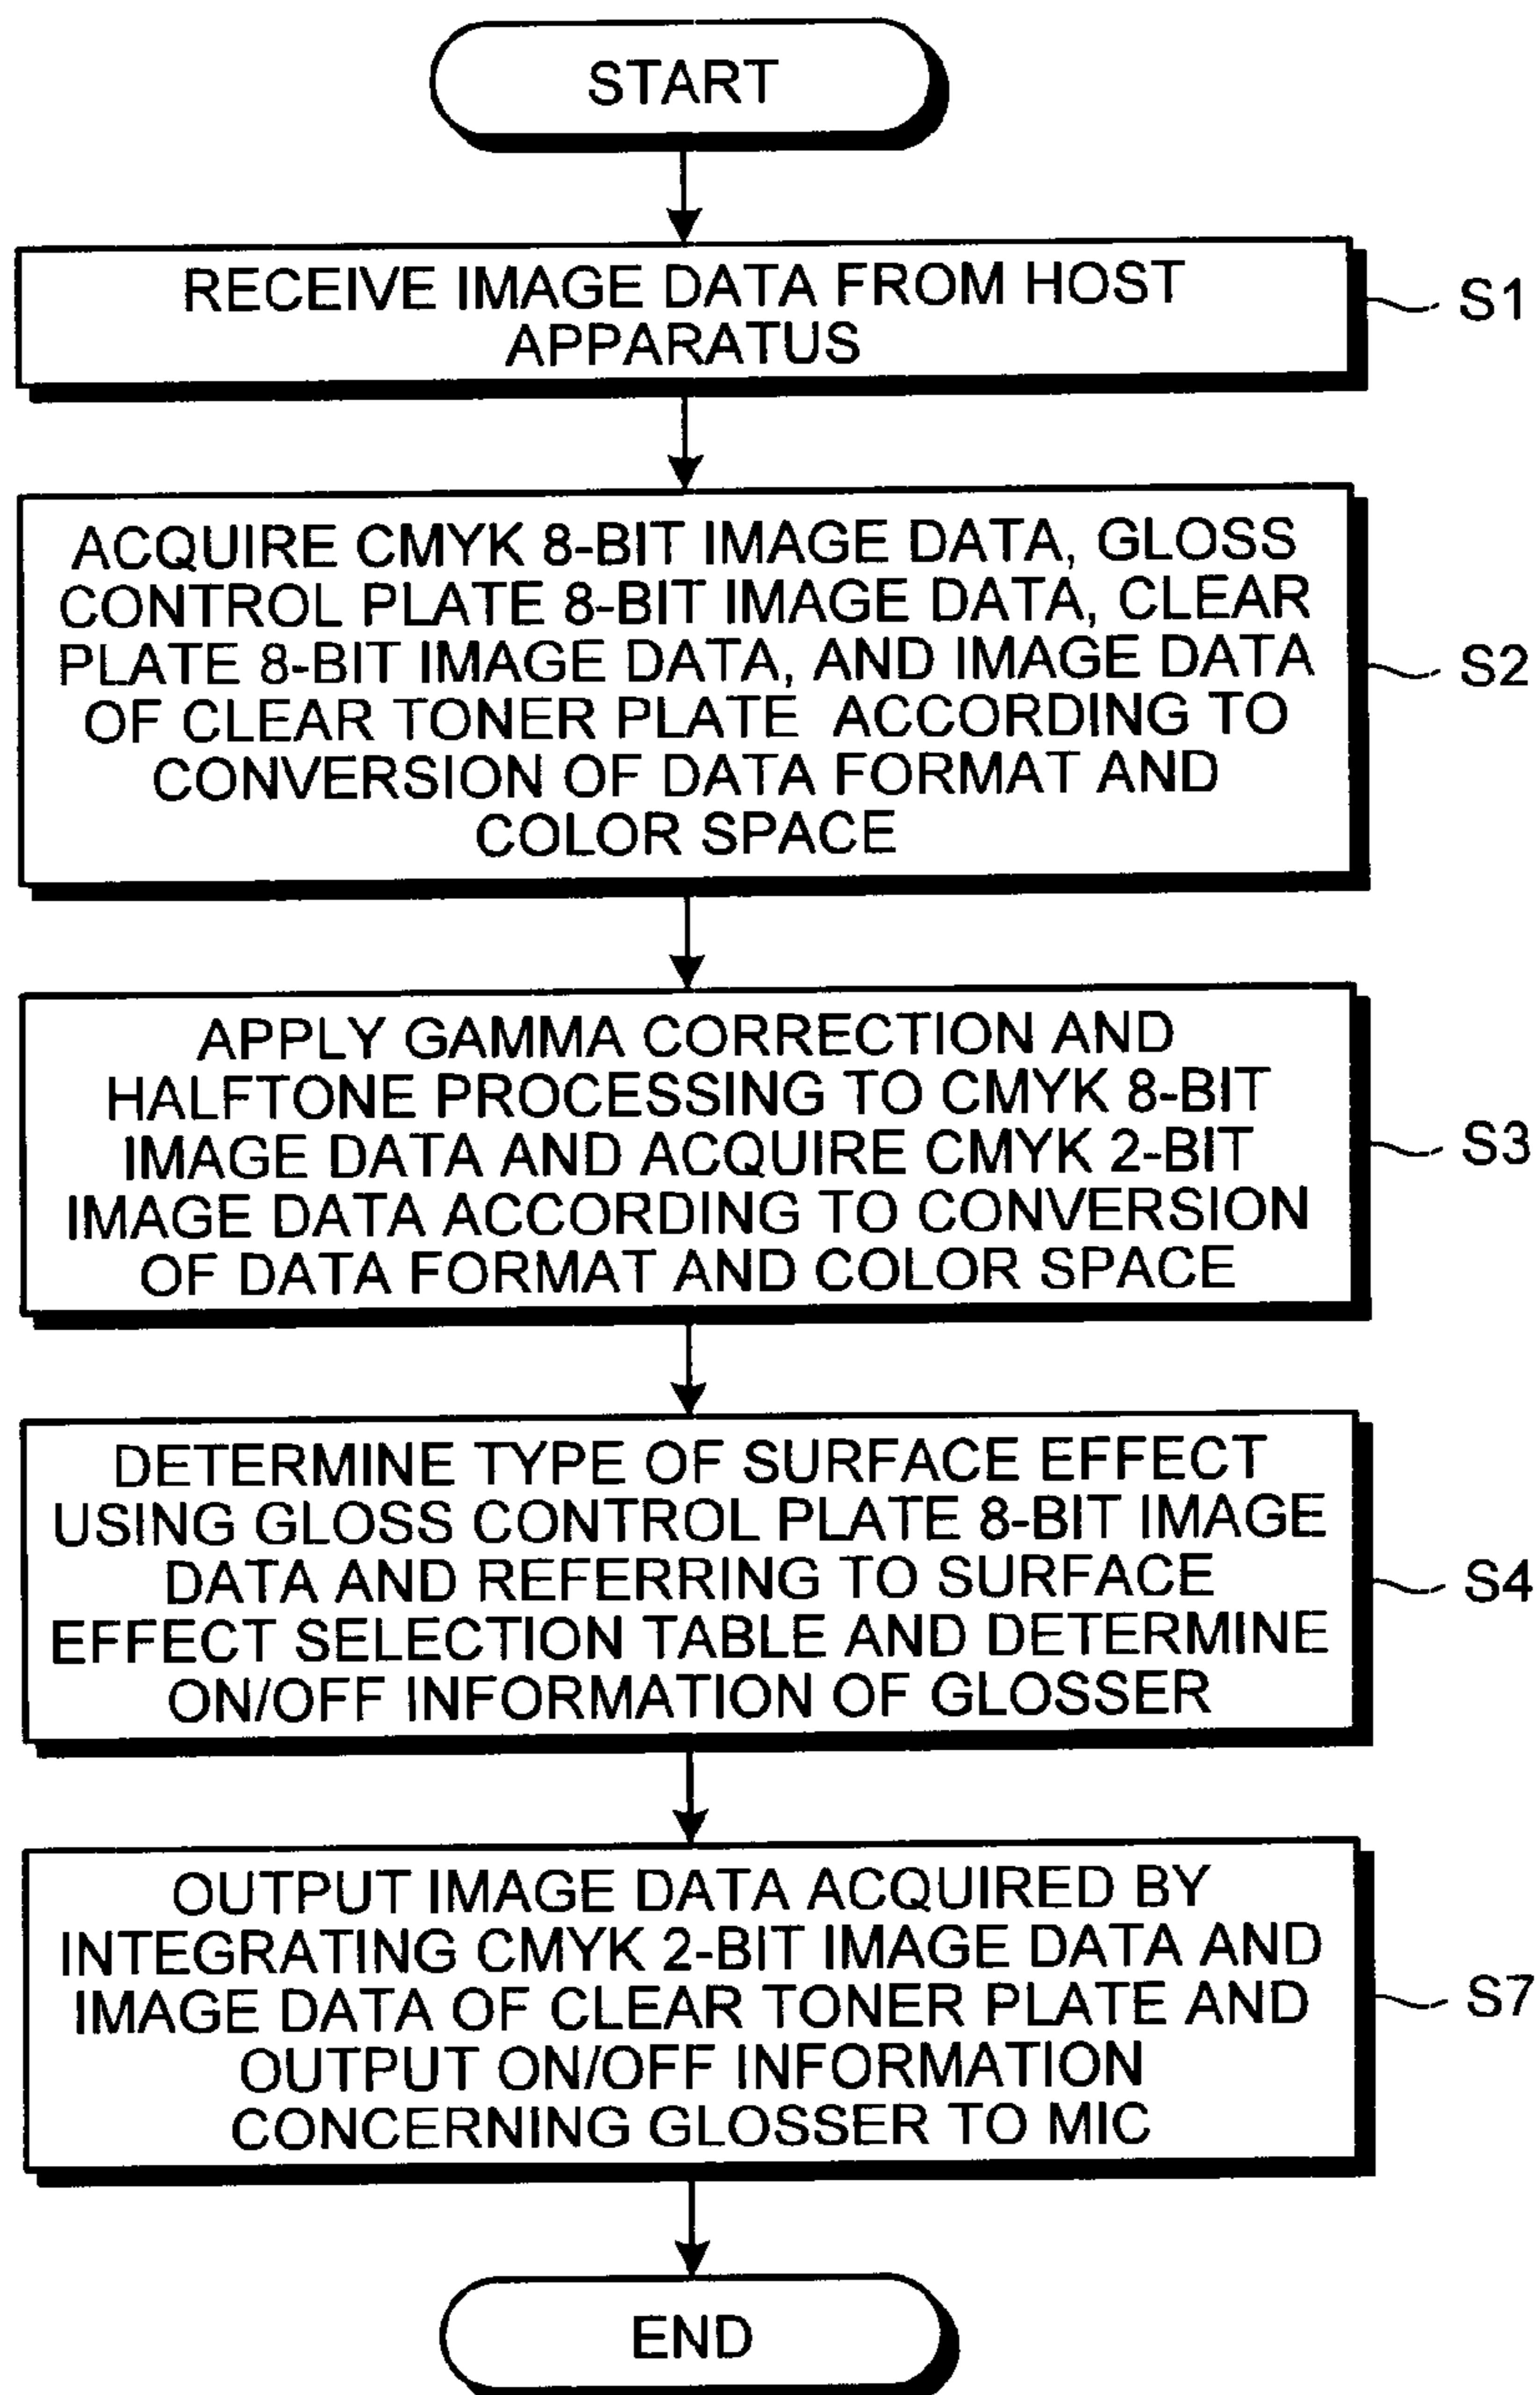 START
RECEIVE IMAGE DATA FROM HOST
APPARATUS
S1
ACQUIRE CMYK 8-BIT IMAGE DATA, GLOSS
CONTROL PLATE 8-BIT IMAGE DATA, CLEAR
PLATE 8-BIT IMAGE DATA, AND IMAGE DATA
OF CLEAR TONER PLATE ACCORDING TO
CONVERSION OF DATA FORMAT AND
COLOR SPACE
S2
APPLY GAMMA CORRECTION AND
HALFTONE PROCESSING TO CMYK 8-BIT
IMAGE DATA AND ACQUIRE CMYK 2-BIT
IMAGE DATA ACCORDING TO CONVERSION
OF DATA FORMAT AND COLOR SPACE
S3
DETERMINE TYPE OF SURFACE EFFECT
USING GLOSS CONTROL PLATE 8-BIT IMAGE
DATA AND REFERRING TO SURFACE
EFFECT SELECTION TABLE AND DETERMINE
ON/OFF INFORMATION OF GLOSSER
S4
OUTPUT IMAGE DATA ACQUIRED BY
INTEGRATING CMYK 2-BIT IMAGE DATA AND
IMAGE DATA OF CLEAR TONER PLATE AND
OUTPUT ON/OFF INFORMATION
CONCERNING GLOSSER TO MIC
S7
END